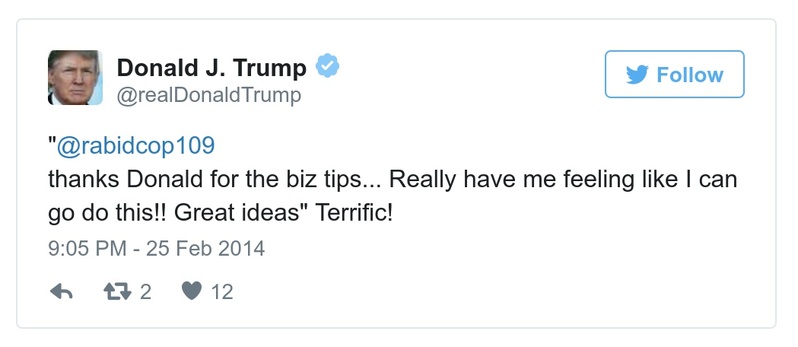 Donald J. Trump
@realDonaldTrump
Follow
"@rabidcop109
thanks Donald for the biz tips... Really have me feeling like I can
go do this!! Great ideas" Terrific!
9:05 PM - 25 Feb 2014
2 12